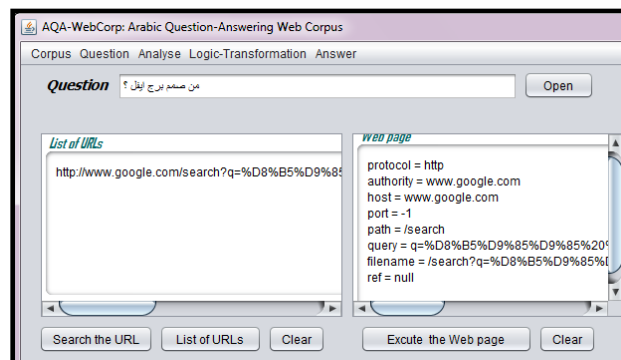 AQA-WebCorp: Arabic Question-Answering Web Corpus
Corpus Question Analyse Logic-Transformation Answer
Question من صمم برج ايفل ؟ Open
List of URLs
http://www.google.com/search?q=%D8%B5%D9%85
Web page
protocol = http
authority = www.google.com
host = www.google.com
port = -1
path = /search
query = q=%D8%B5%D9%85%D9%85%20
filename = /search?q=%D8%B5%D9%85%
ref = null
Search the URL List of URLs Clear
Excute the Web page Clear